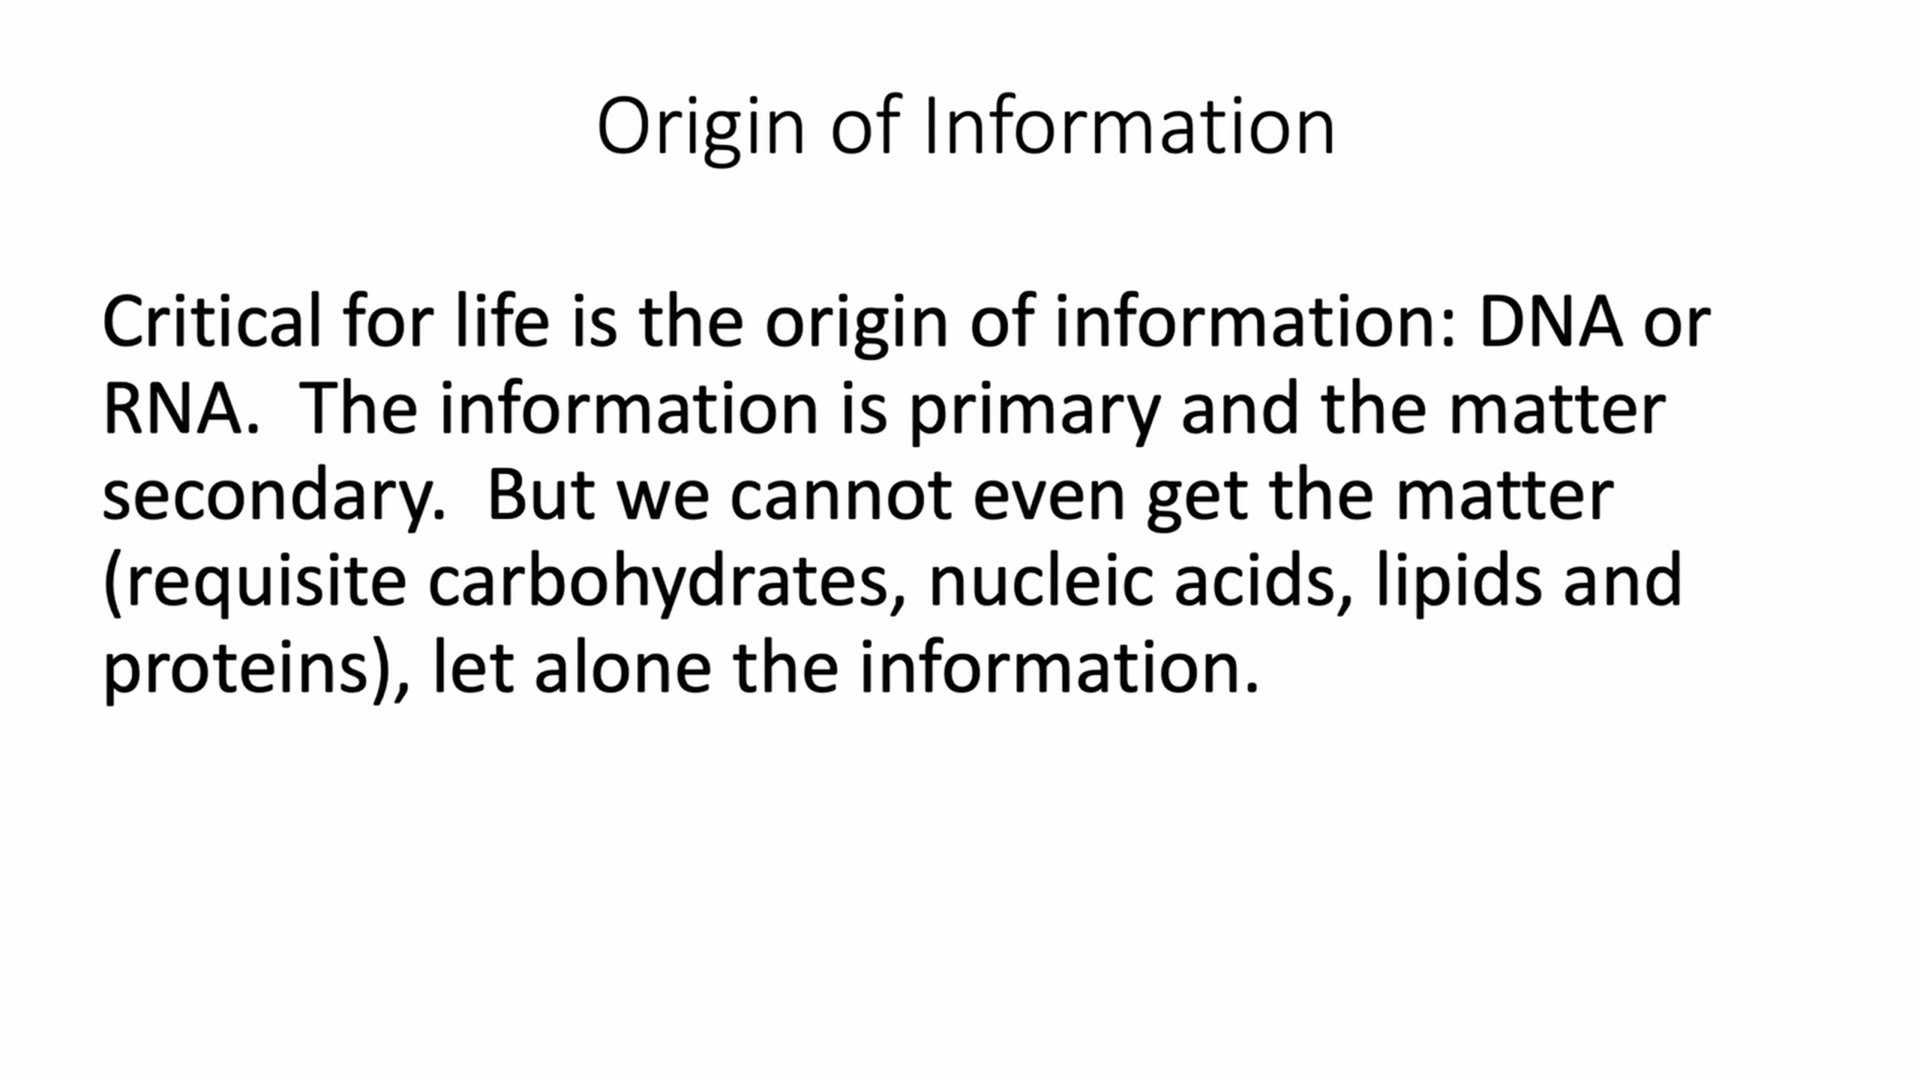 Origin of Information
Critical for life is the origin of information: DNA or
RNA.  The information is primary and the matter
secondary.  But we cannot even get the matter
(requisite carbohydrates, nucleic acids, lipids and
proteins), let alone the information.